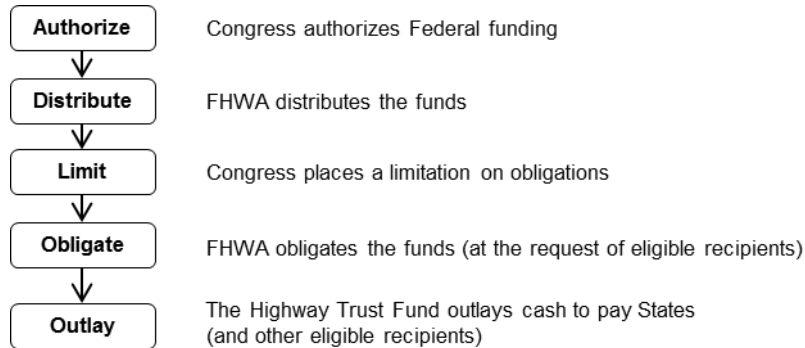 Authorize Congress authorizes Federal funding
Distribute FHWA distributes the funds
Limit Congress places a limitation on obligations
Obligate FHWA obligates the funds (at the request of eligible recipients)
Outlay The Highway Trust Fund outlays cash to pay States
(and other eligible recipients)